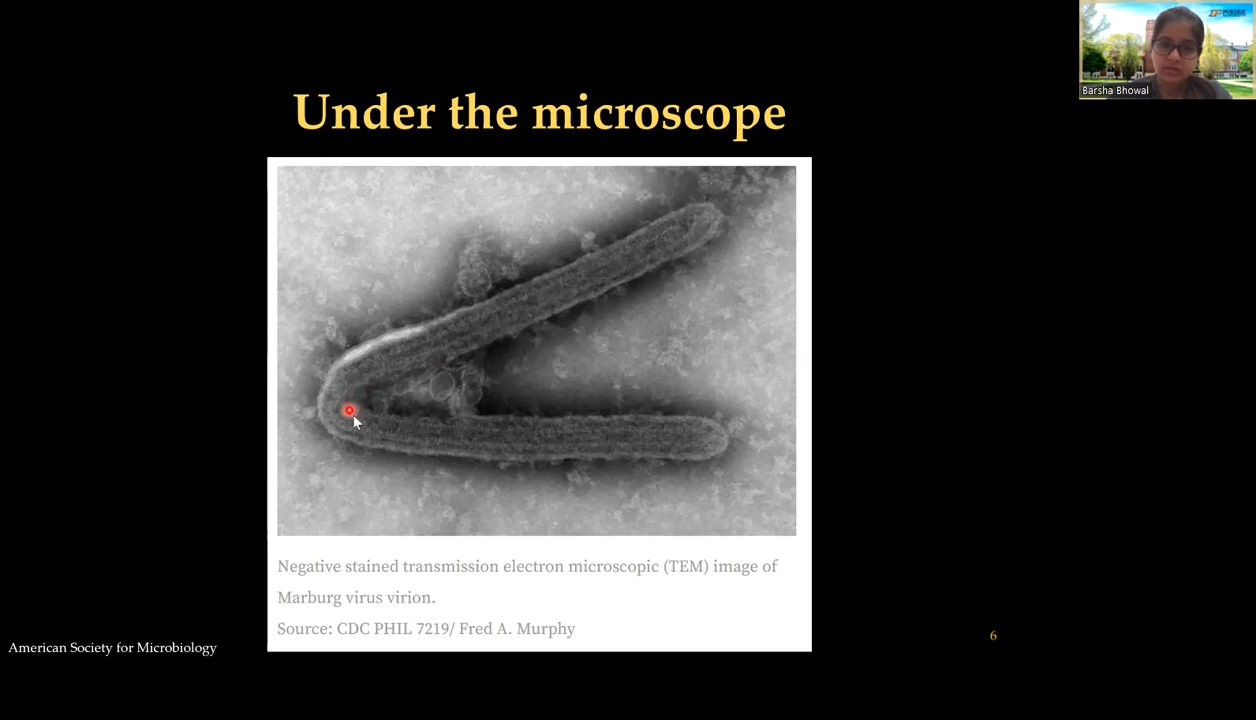 Under the microscope
Barsha Bhowal
Negative stained transmission electron microscopic (TEM) image of
Marburg virus virion.
Source: CDC PHIL 7219/ Fred A. Murphy
American Society for Microbiology
6